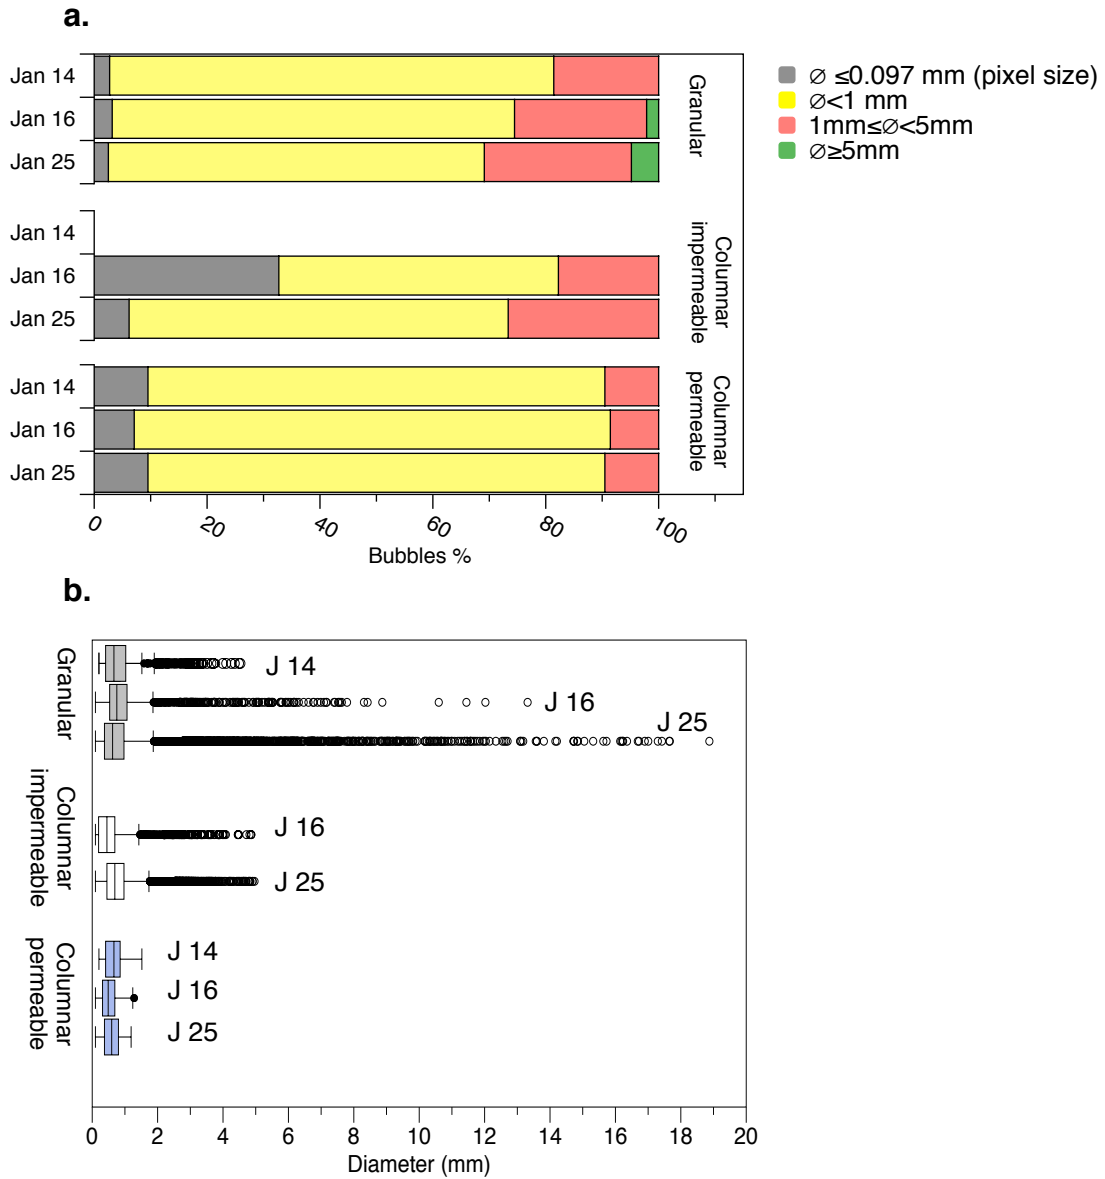 a.
Jan 14
Jan 16
Jan 25
Granular
Jan 14
Jan 16
Jan 25
Columnar
impermeable
Jan 14
Jan 16
Jan 25
Columnar
permeable
0 20 40 60 80 100
Bubbles %
∅ ≤0.097 mm (pixel size)
∅<1 mm
1mm≤∅<5mm
∅≥5mm
b.
Granular
J 14
J 16
J 25
Columnar
impermeable
J 16
J 25
Columnar
permeable
J 14
J 16
J 25
0 2 4 6 8 10 12 14 16 18 20
Diameter (mm)